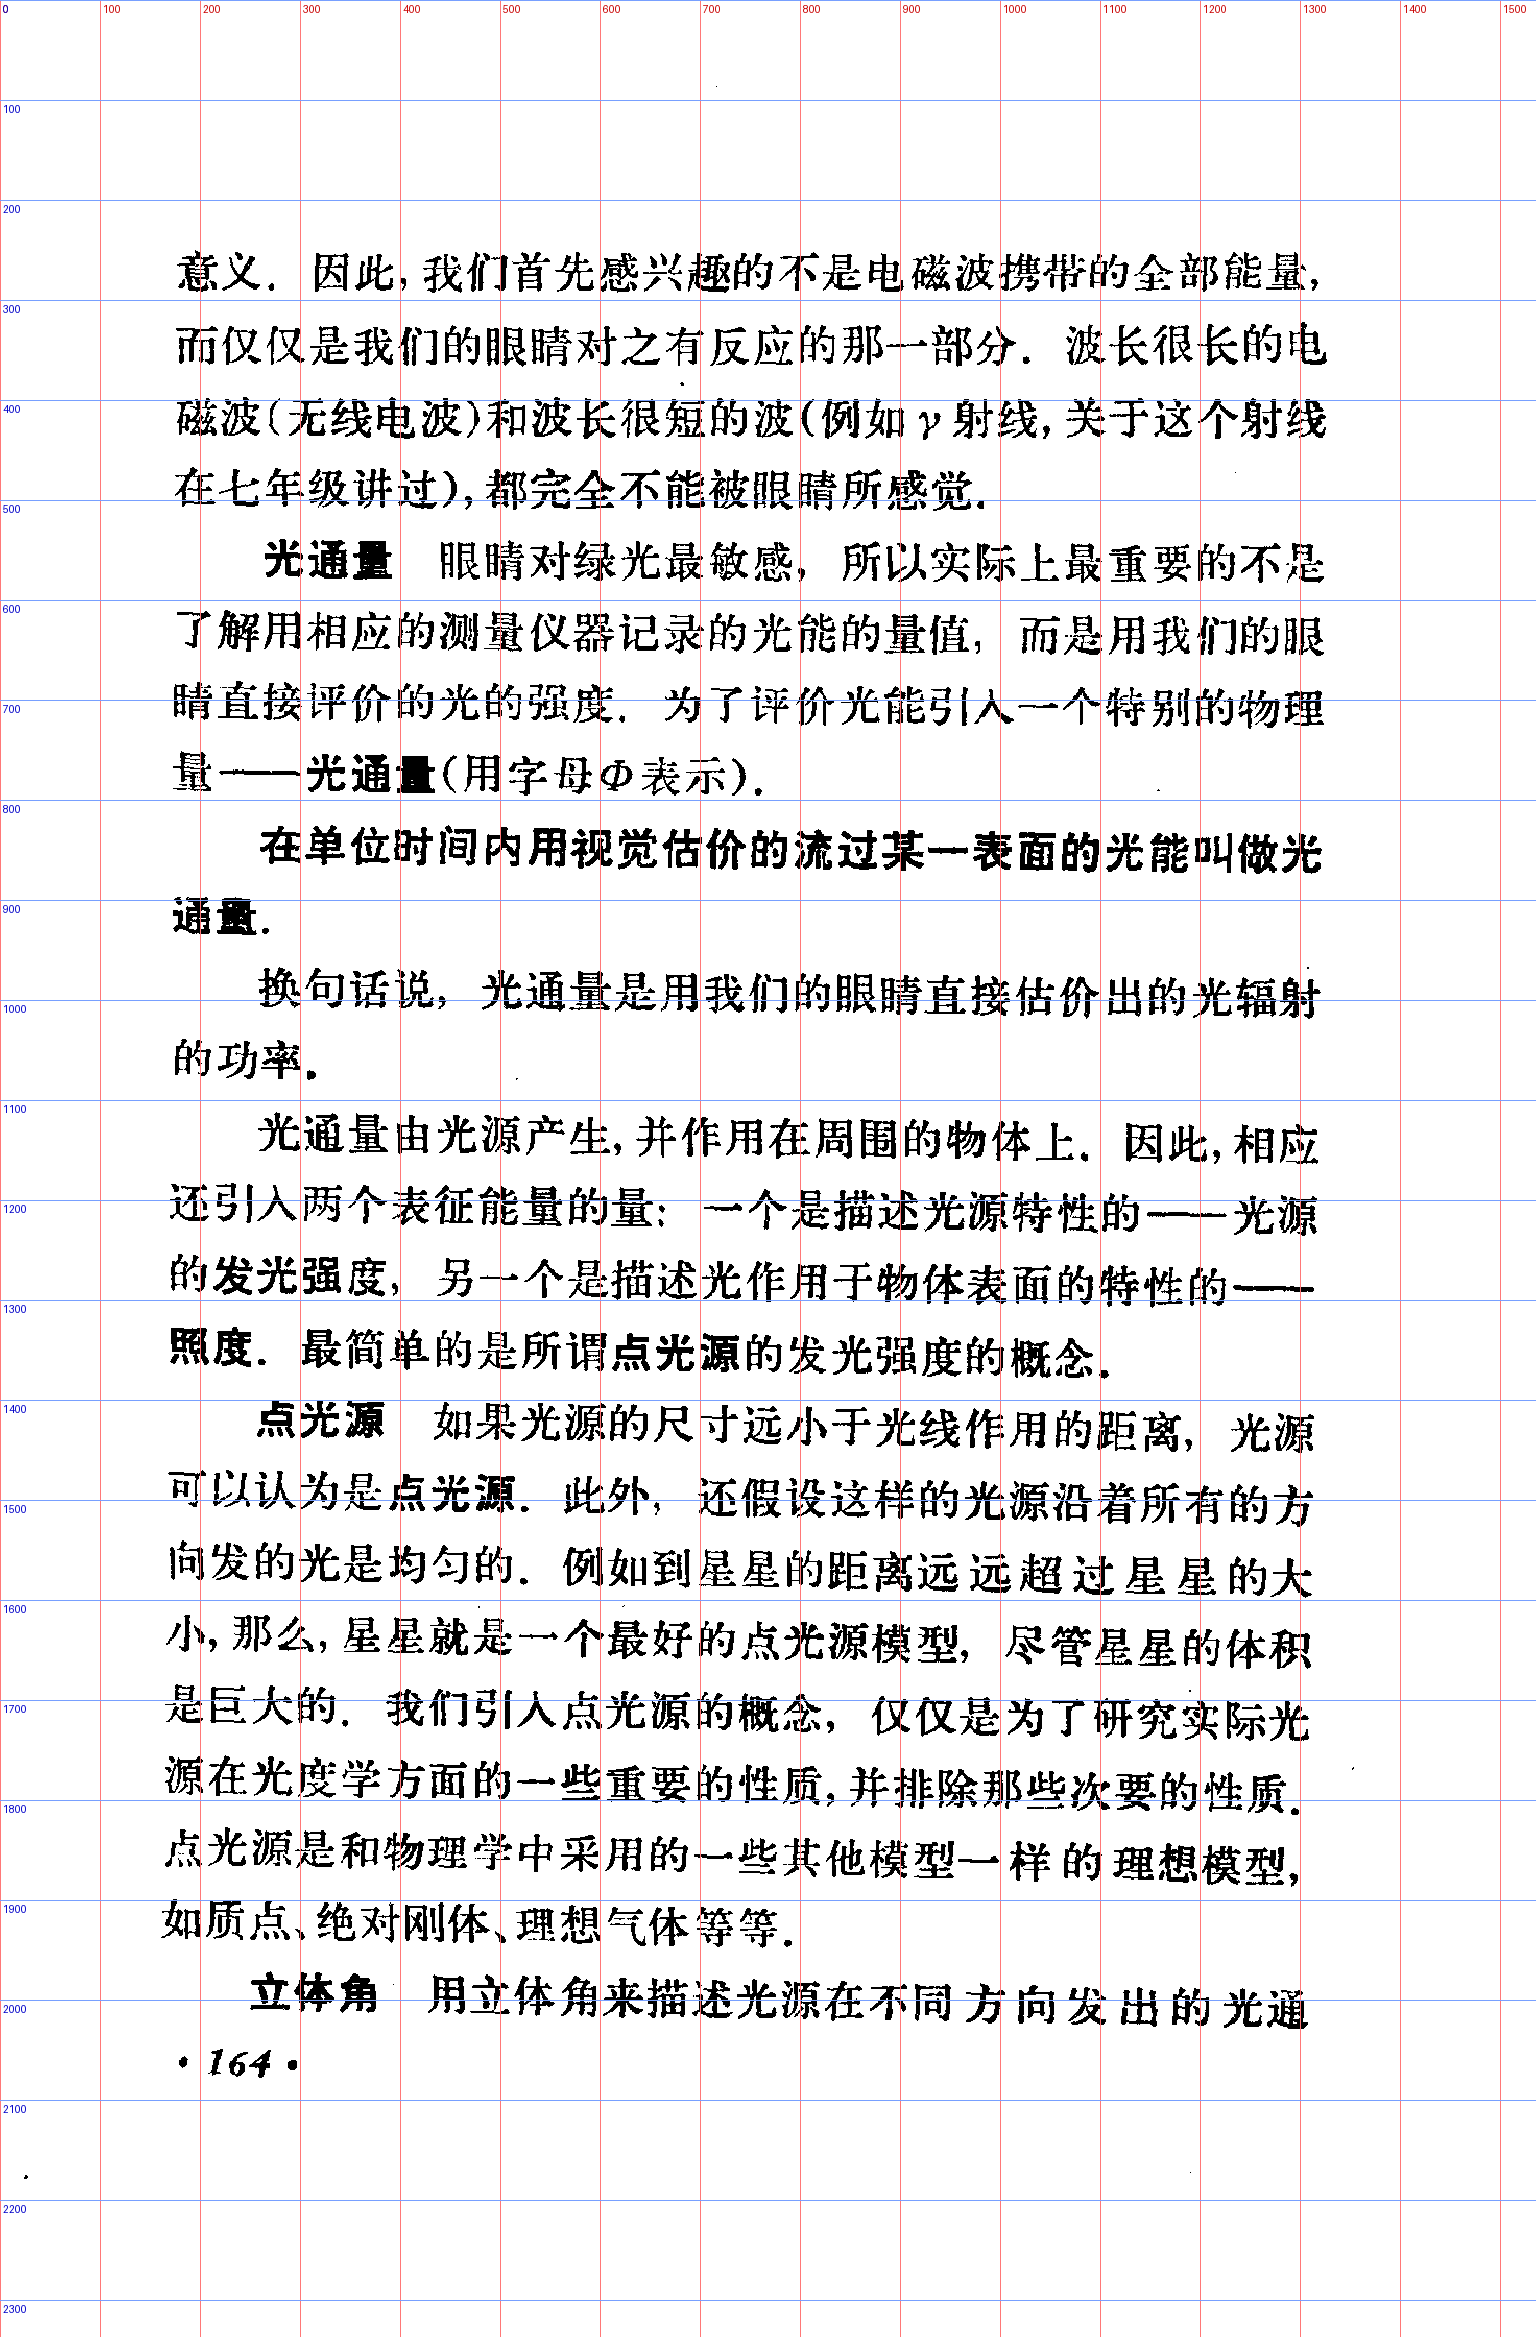 意义．因此,我们首先感兴趣的不是电磁波携带的全部能量,
而仅仅是我们的眼睛对之有反应的那一部分．波长很长的电
磁波(无线电波)和波长很短的波(例如γ射线,关于这个射线
在七年级讲过),都完全不能被眼睛所感觉．
光通量　眼睛对绿光最敏感,所以实际上最重要的不是
了解用相应的测量仪器记录的光能的量值,而是用我们的眼
睛直接评价的光的强度．为了评价光能引入一个特别的物理
量——光通量(用字母Φ表示)．
在单位时间内用视觉估价的流过某一表面的光能叫做光
通量．
换句话说,光通量是用我们的眼睛直接估价出的光辐射
的功率．
光通量由光源产生,并作用在周围的物体上．因此,相应
还引入两个表征能量的量：一个是描述光源特性的——光源
的发光强度,另一个是描述光作用于物体表面的特性的——
照度．最简单的是所谓点光源的发光强度的概念．
点光源　如果光源的尺寸远小于光线作用的距离,光源
可以认为是点光源．此外,还假设这样的光源沿着所有的方
向发的光是均匀的．例如到星星的距离远远超过星星的大
小,那么,星星就是一个最好的点光源模型,尽管星星的体积
是巨大的．我们引入点光源的概念,仅仅是为了研究实际光
源在光度学方面的一些重要的性质,并排除那些次要的性质．
点光源是和物理学中采用的一些其他模型一样的理想模型,
如质点、绝对刚体、理想气体等等．
立体角　用立体角来描述光源在不同方向发出的光通
·164·